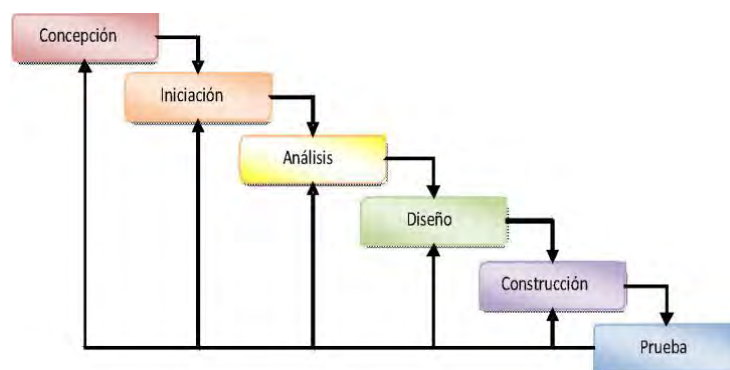 Concepción
Iniciación
Análisis
Diseño
Construcción
Prueba